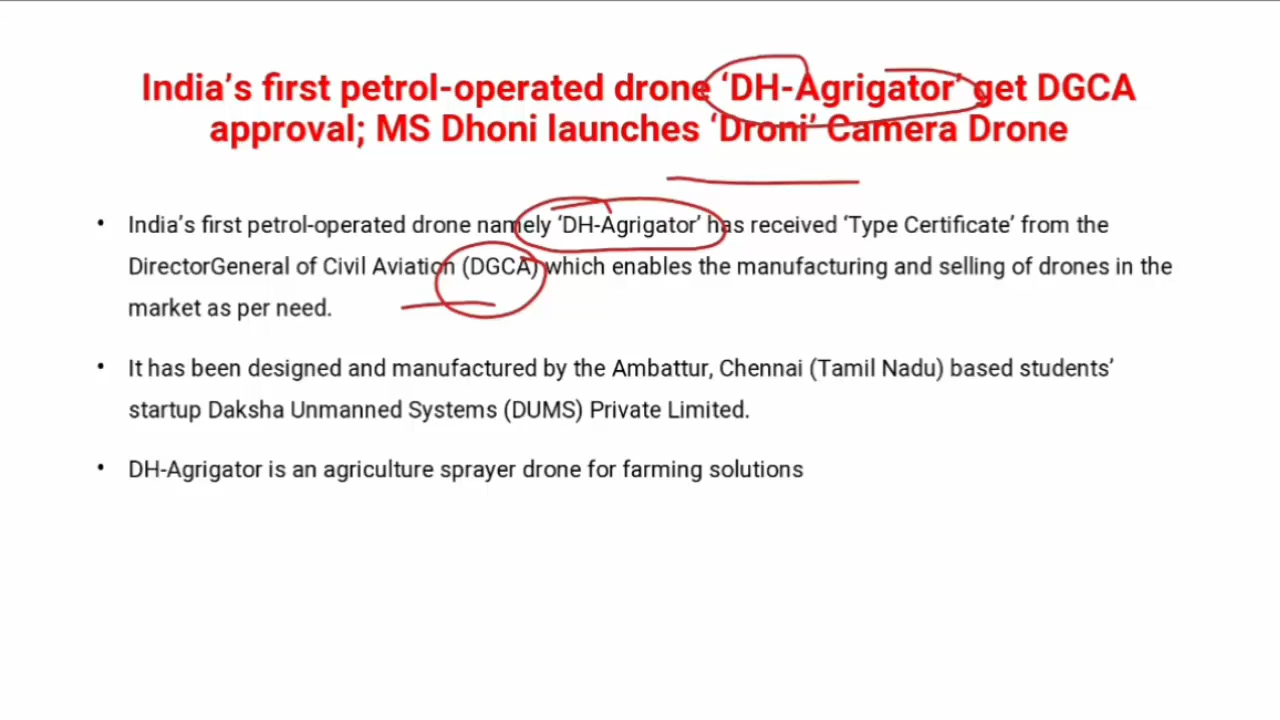 India’s first petrol-operated drone ‘DH-Agrigator’ get DGCA
approval; MS Dhoni launches ‘Droni’ Camera Drone
• India’s first petrol-operated drone namely ‘DH-Agrigator’ has received ‘Type Certificate’ from the
DirectorGeneral of Civil Aviation (DGCA) which enables the manufacturing and selling of drones in the
market as per need.
• It has been designed and manufactured by the Ambattur, Chennai (Tamil Nadu) based students’
startup Daksha Unmanned Systems (DUMS) Private Limited.
• DH-Agrigator is an agriculture sprayer drone for farming solutions